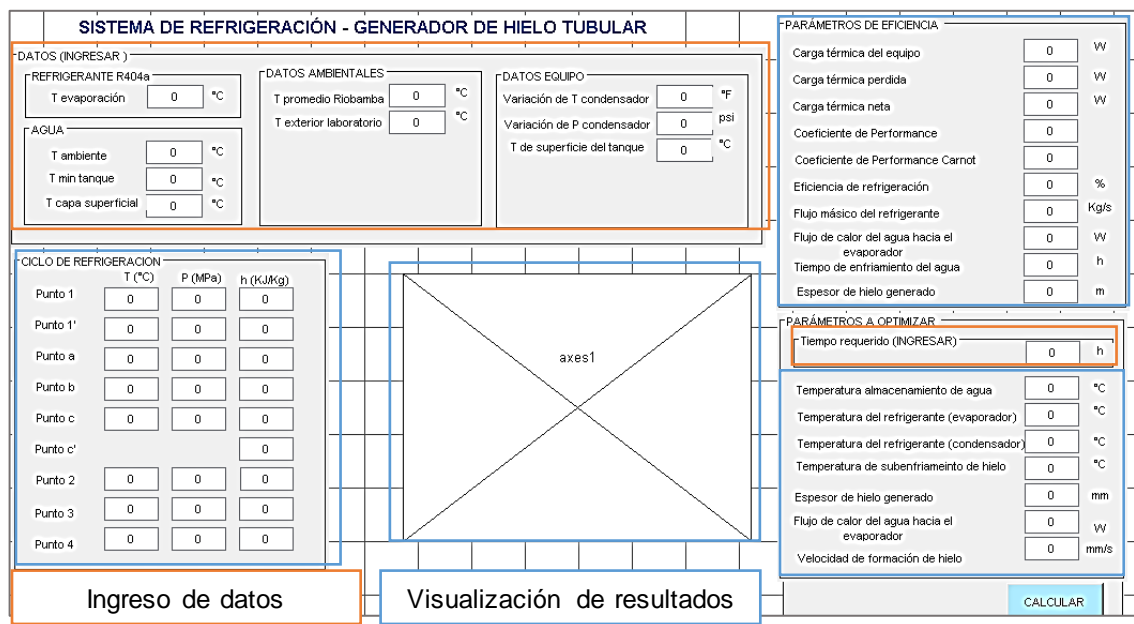 SISTEMA DE REFRIGERACIÓN - GENERADOR DE HIELO TUBULAR
DATOS (INGRESAR )
REFRIGERANTE R404a
T evaporación 0 °C
AGUA
T ambiente 0 °C
T min tanque 0 °C
T capa superficial 0 °C
DATOS AMBIENTALES
T promedio Riobamba 0 °C
T exterior laboratorio 0 °C
DATOS EQUIPO
Variación de T condensador 0 °F
Variación de P condensador 0 psi
T de superficie del tanque 0 °C
CICLO DE REFRIGERACION
T (°C) P (MPa) h (KJ/Kg)
Punto 1 0 0 0
Punto 1' 0 0 0
Punto a 0 0 0
Punto b 0 0 0
Punto c 0 0 0
Punto c' 0
Punto 2 0 0 0
Punto 3 0 0 0
Punto 4 0 0 0
axes1
PARÁMETROS DE EFICIENCIA
Carga térmica del equipo 0 W
Carga térmica perdida 0 W
Carga térmica neta 0 W
Coeficiente de Performance 0
Coeficiente de Performance Carnot 0
Eficiencia de refrigeración 0 %
Flujo másico del refrigerante 0 Kg/s
Flujo de calor del agua hacia el 0 W
evaporador
Tiempo de enfriamiento del agua 0 h
Espesor de hielo generado 0 m
PARÁMETROS A OPTIMIZAR
Tiempo requerido (INGRESAR)
0 h
Temperatura almacenamiento de agua 0 °C
Temperatura del refrigerante (evaporador) 0 °C
Temperatura del refrigerante (condensador) 0 °C
Temperatura de subenfriameinto de hielo 0 °C
Espesor de hielo generado 0 mm
Flujo de calor del agua hacia el
evaporador 0 W
Velocidad de formación de hielo 0 mm/s
CALCULAR
Ingreso de datos
Visualización de resultados